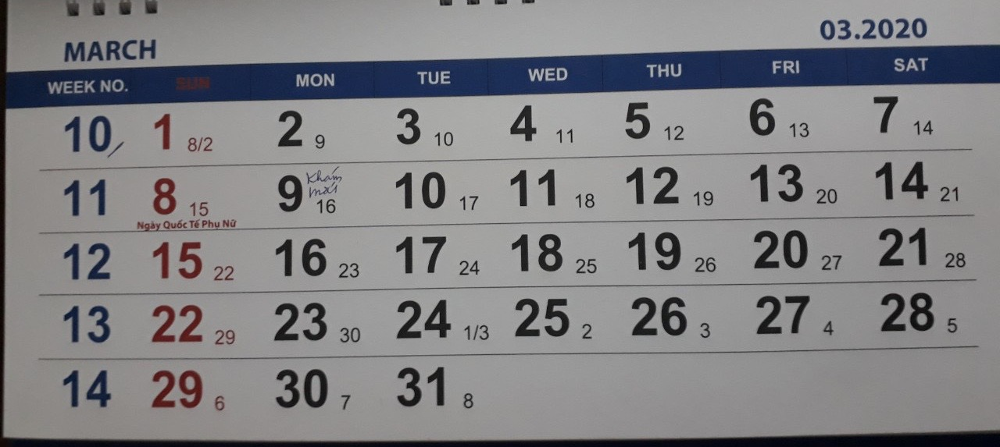 MARCH 03.2020
WEEK NO. SUN MON TUE WED THU FRI SAT
10 1 8/2 2 9 3 10 4 11 5 12 6 13 7 14
11 8 15 9 Khám 16 10 17 11 18 12 19 13 20 14 21
Ngày Quốc Tế Phụ Nữ
12 15 22 16 23 17 24 18 25 19 26 20 27 21 28
13 22 29 23 30 24 1/3 25 2 26 3 27 4 28 5
14 29 6 30 7 31 8